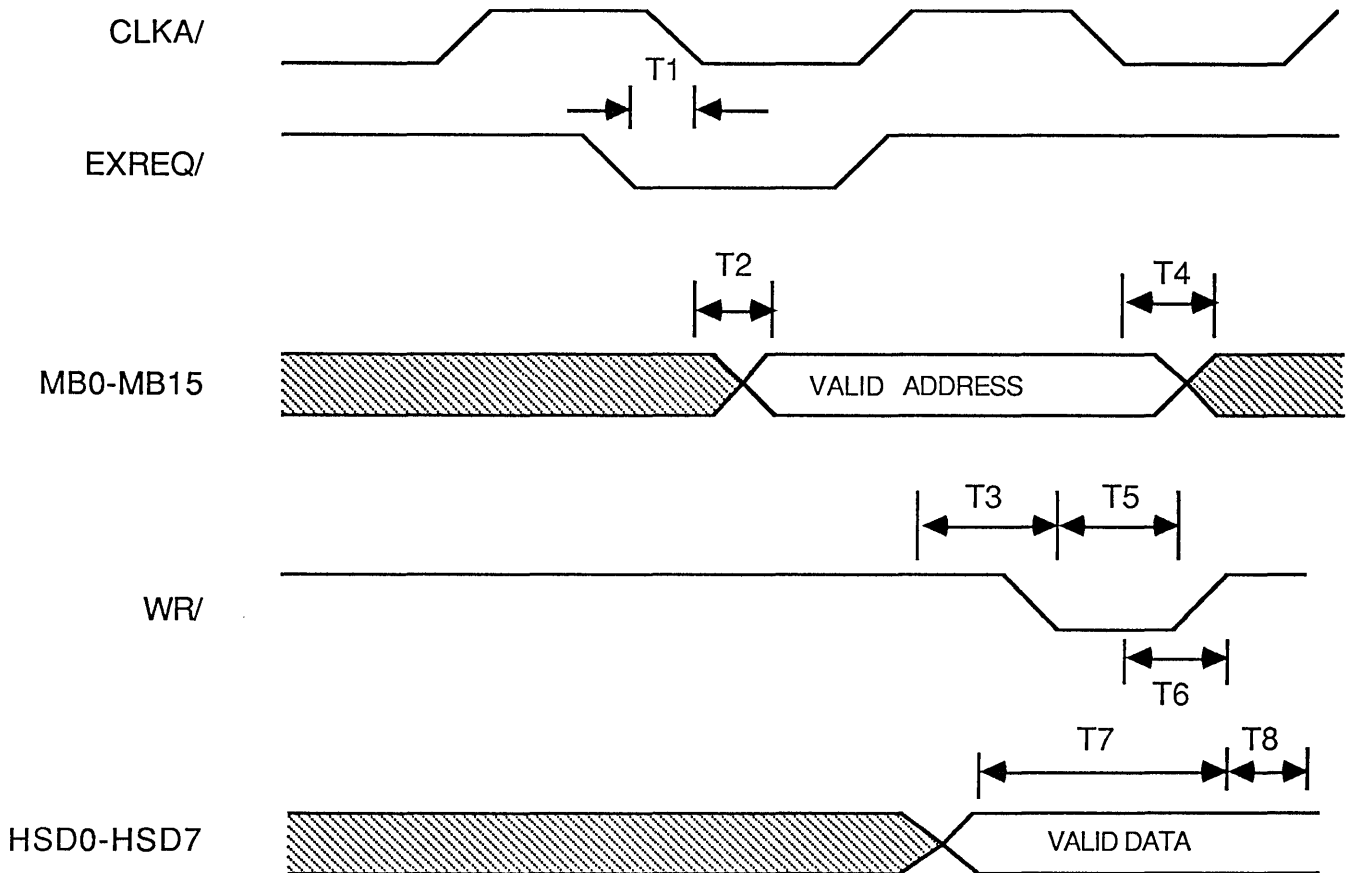 CLKA/
T1
EXREQ/
T2
T4
MB0-MB15
VALID ADDRESS
T3
T5
WR/
T6
T7
T8
HSD0-HSD7
VALID DATA